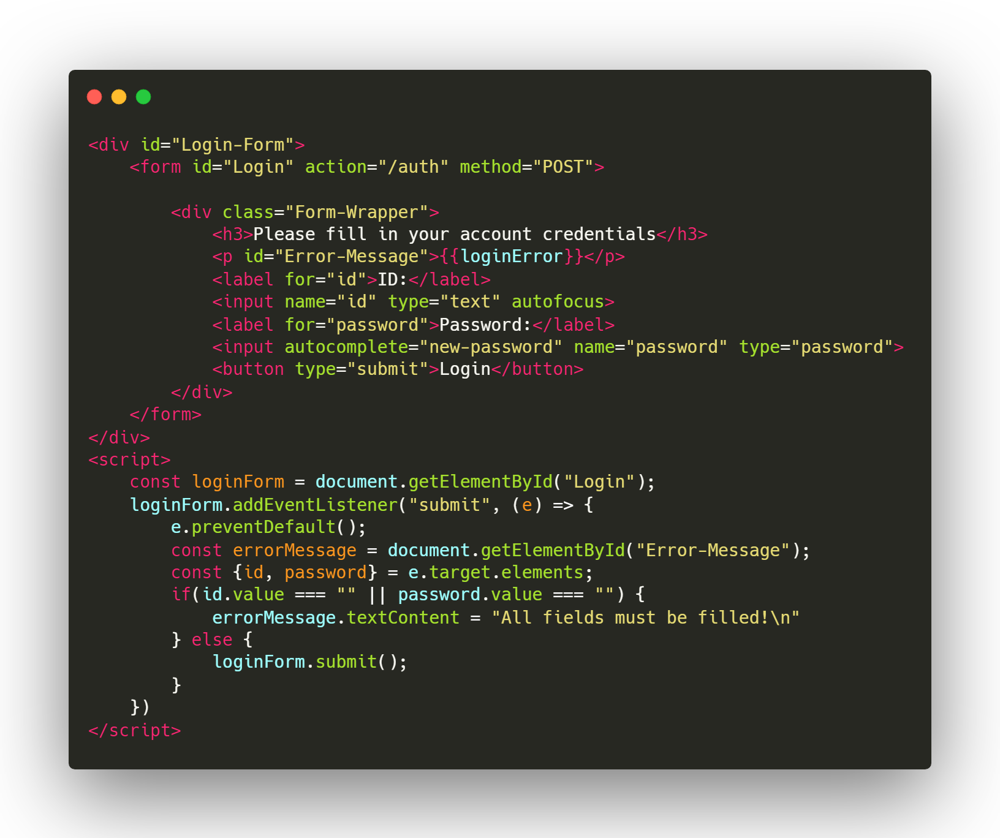 <div id="Login-Form">
    <form id="Login" action="/auth" method="POST">

        <div class="Form-Wrapper">
            <h3>Please fill in your account credentials</h3>
            <p id="Error-Message">{{loginError}}</p>
            <label for="id">ID:</label>
            <input name="id" type="text" autofocus>
            <label for="password">Password:</label>
            <input autocomplete="new-password" name="password" type="password">
            <button type="submit">Login</button>
        </div>
    </form>
</div>
<script>
    const loginForm = document.getElementById("Login");
    loginForm.addEventListener("submit", (e) => {
        e.preventDefault();
        const errorMessage = document.getElementById("Error-Message");
        const {id, password} = e.target.elements;
        if(id.value === "" || password.value === "") {
            errorMessage.textContent = "All fields must be filled!\n"
        } else {
            loginForm.submit();
        }
    })
</script>